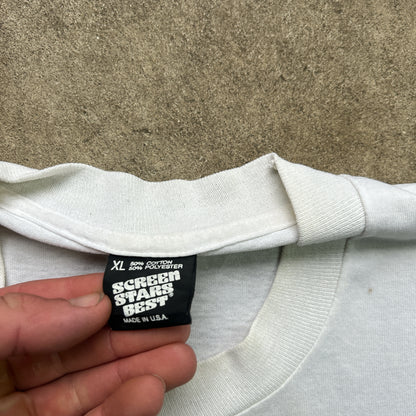 XL 50% COTTON
50% POLYESTER
SCREEN
STARS
BEST®
MADE IN U.S.A.